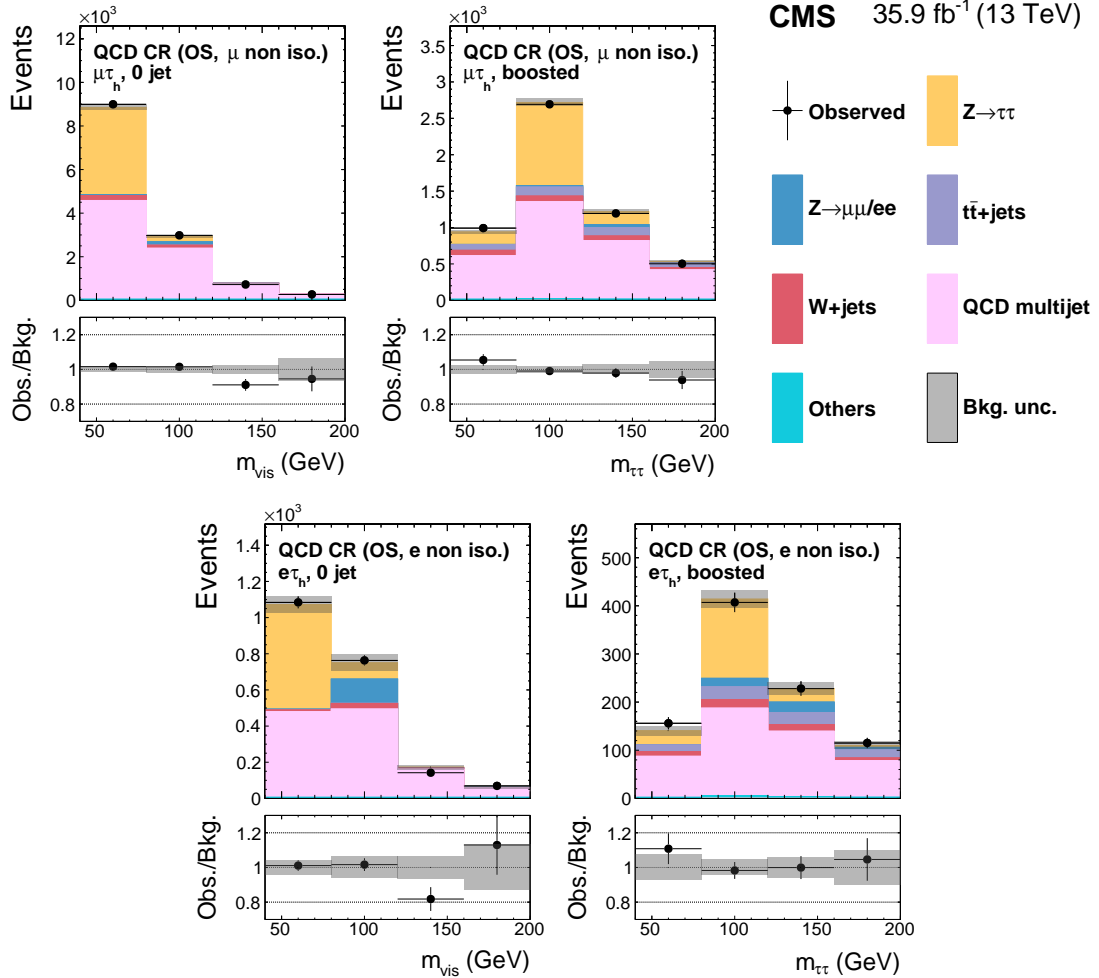 CMS 35.9 fb⁻¹ (13 TeV)
×10³
Events
12
10
8
6
4
2
0
QCD CR (OS, μ non iso.)
μτₕ, 0 jet
Obs./Bkg.
1.2
1
0.8
50 100 150 200
m_vis (GeV)
×10³
Events
3.5
3
2.5
2
1.5
1
0.5
0
QCD CR (OS, μ non iso.)
μτₕ, boosted
Obs./Bkg.
1.2
1
0.8
50 100 150 200
m_ττ (GeV)
Observed
Z→ττ
Z→μμ/ee
tt̄+jets
W+jets
QCD multijet
Others
Bkg. unc.
×10³
Events
1.4
1.2
1
0.8
0.6
0.4
0.2
0
QCD CR (OS, e non iso.)
eτₕ, 0 jet
Obs./Bkg.
1.2
1
0.8
50 100 150 200
m_vis (GeV)
Events
500
400
300
200
100
0
QCD CR (OS, e non iso.)
eτₕ, boosted
Obs./Bkg.
1.2
1
0.8
50 100 150 200
m_ττ (GeV)